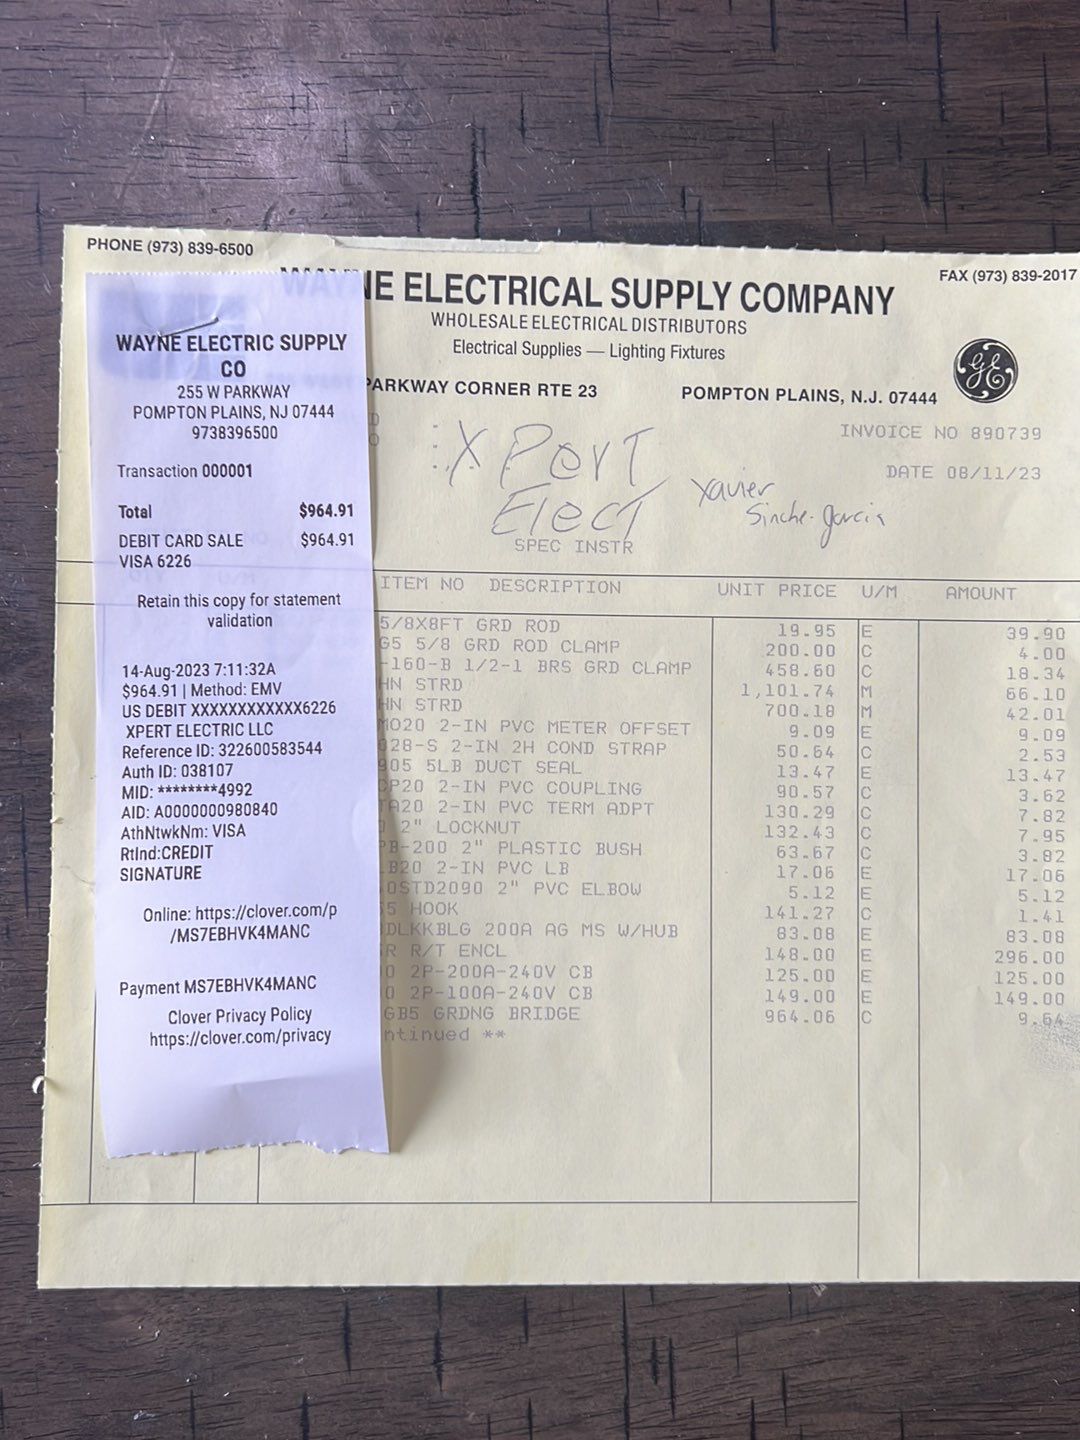 PHONE (973) 839-6500
FAX (973) 839-2017
WAYNE ELECTRICAL SUPPLY COMPANY
WHOLESALE ELECTRICAL DISTRIBUTORS
Electrical Supplies — Lighting Fixtures
PARKWAY CORNER RTE 23 POMPTON PLAINS, N.J. 07444
GE
INVOICE NO 890739
DATE 08/11/23
XPert
Elect
Xavier
Sinche-Garcia
SPEC INSTR
ITEM NO DESCRIPTION UNIT PRICE U/M AMOUNT
5/8X8FT GRD ROD 19.95 E 39.90
G5 5/8 GRD ROD CLAMP 200.00 C 4.00
-160-B 1/2-1 BRS GRD CLAMP 458.60 C 18.34
HN STRD 1,101.74 M 66.10
HN STRD 700.18 M 42.01
MO20 2-IN PVC METER OFFSET 9.09 E 9.09
028-S 2-IN 2H COND STRAP 50.64 C 2.53
905 5LB DUCT SEAL 13.47 E 13.47
CP20 2-IN PVC COUPLING 90.57 C 3.62
TA20 2-IN PVC TERM ADPT 130.29 C 7.82
2" LOCKNUT 132.43 C 7.95
PB-200 2" PLASTIC BUSH 63.67 C 3.82
LB20 2-IN PVC LB 17.06 E 17.06
0STD2090 2" PVC ELBOW 5.12 E 5.12
HOOK 141.27 C 1.41
DLKKBLG 200A AG MS W/HUB 83.08 E 83.08
R R/T ENCL 148.00 E 296.00
0 2P-200A-240V CB 125.00 E 125.00
0 2P-100A-240V CB 149.00 E 149.00
GB5 GRDNG BRIDGE 964.06 C 9.64
ntinued **
WAYNE ELECTRIC SUPPLY
CO
255 W PARKWAY
POMPTON PLAINS, NJ 07444
9738396500
Transaction 000001
Total $964.91
DEBIT CARD SALE $964.91
VISA 6226
Retain this copy for statement
validation
14-Aug-2023 7:11:32A
$964.91 | Method: EMV
US DEBIT XXXXXXXXXXXX6226
XPERT ELECTRIC LLC
Reference ID: 322600583544
Auth ID: 038107
MID: ********4992
AID: A0000000980840
AthNtwkNm: VISA
RtInd:CREDIT
SIGNATURE
Online: https://clover.com/p
/MS7EBHVK4MANC
Payment MS7EBHVK4MANC
Clover Privacy Policy
https://clover.com/privacy